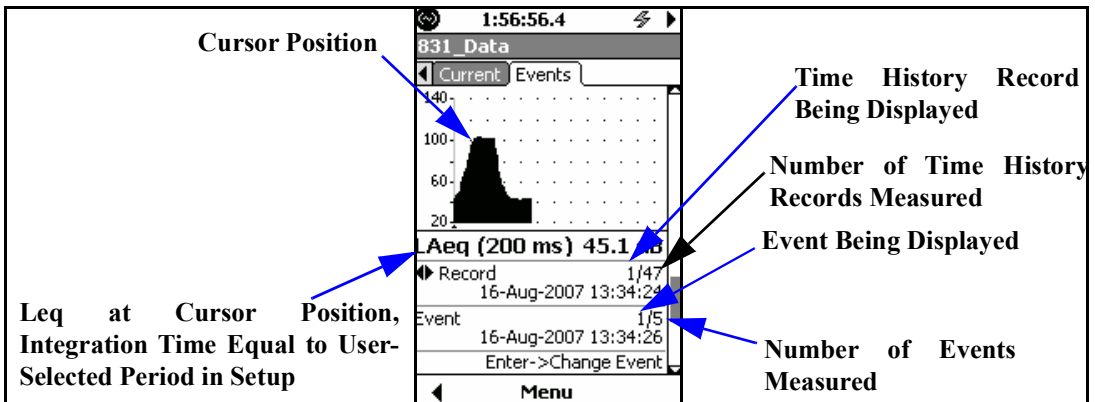 Cursor Position
1:56:56.4
831_Data
Current Events
140
100
60
20
LAeq (200 ms) 45.1 dB
Record 1/47
16-Aug-2007 13:34:24
Event 1/5
16-Aug-2007 13:34:26
Enter->Change Event
Menu
Leq at Cursor Position,
Integration Time Equal to User-
Selected Period in Setup
Time History Record
Being Displayed
Number of Time History
Records Measured
Event Being Displayed
Number of Events
Measured